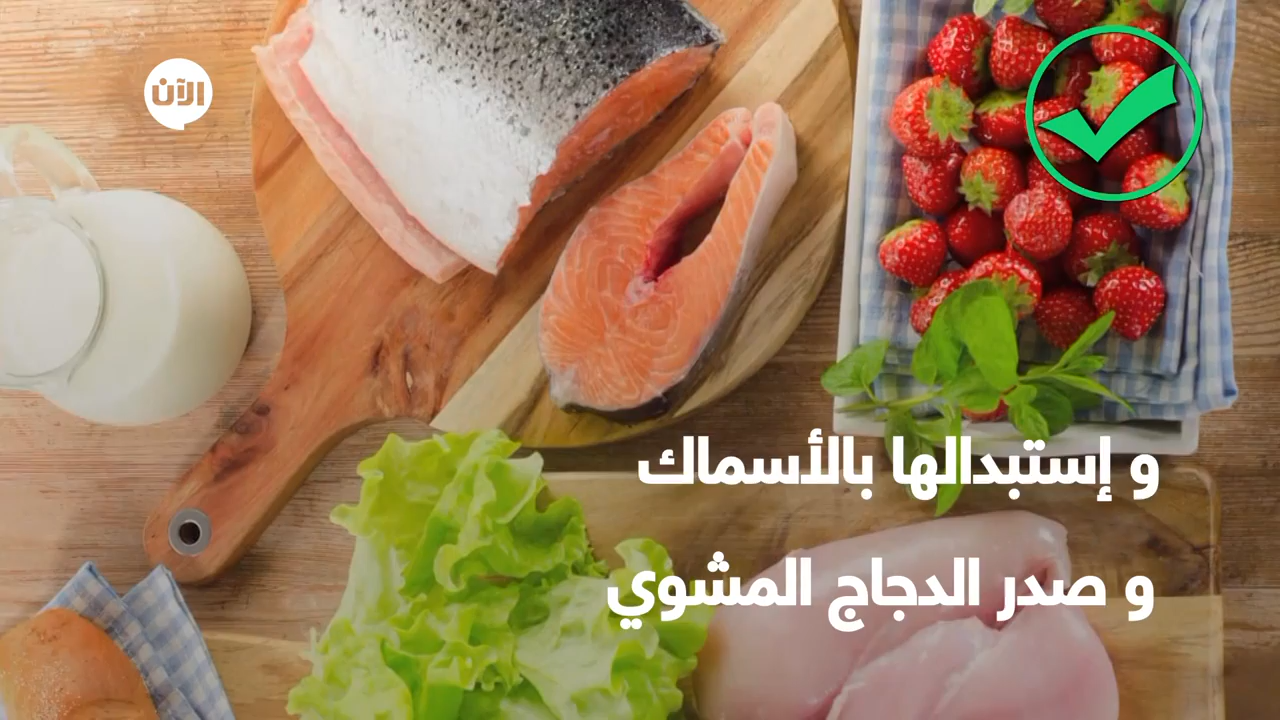 الآن
و إستبدالها بالأسماك
و صدر الدجاج المشوي